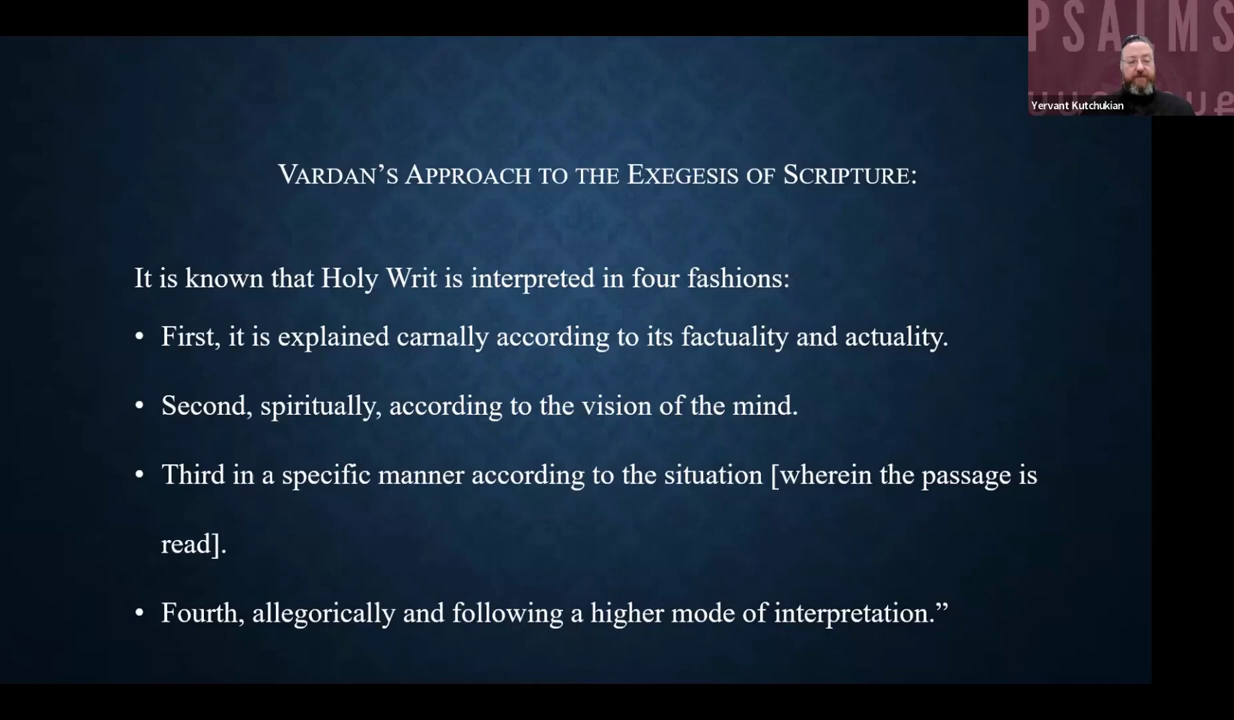 PSALMS
Yervant Kutchukian
VARDAN’S APPROACH TO THE EXEGESIS OF SCRIPTURE:
It is known that Holy Writ is interpreted in four fashions:
• First, it is explained carnally according to its factuality and actuality.
• Second, spiritually, according to the vision of the mind.
• Third in a specific manner according to the situation [wherein the passage is
read].
• Fourth, allegorically and following a higher mode of interpretation.”